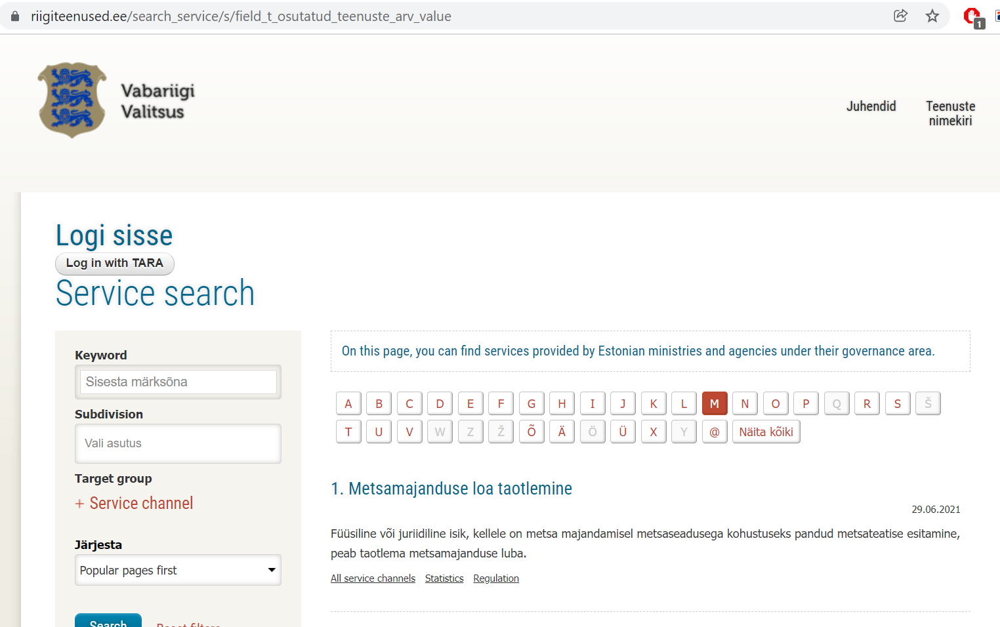 riigiteenused.ee/search_service/s/field_t_osutatud_teenuste_arv_value
1
Vabariigi
Valitsus
Juhendid
Teenuste
nimekiri
Logi sisse
Log in with TARA
Service search
Keyword
Sisesta märksõna
Subdivision
Vali asutus
Target group
+ Service channel
Järjesta
Popular pages first
Search
Reset filters
On this page, you can find services provided by Estonian ministries and agencies under their governance area.
A B C D E F G H I J K L M N O P Q R S Š
T U V W Z Ž Õ Ä Ö Ü X Y @ Näita kõiki
1. Metsamajanduse loa taotlemine
29.06.2021
Füüsiline või juriidiline isik, kellele on metsa majandamisel metsaseadusega kohustuseks pandud metsateatise esitamine,
peab taotlema metsamajanduse luba.
All service channels Statistics Regulation